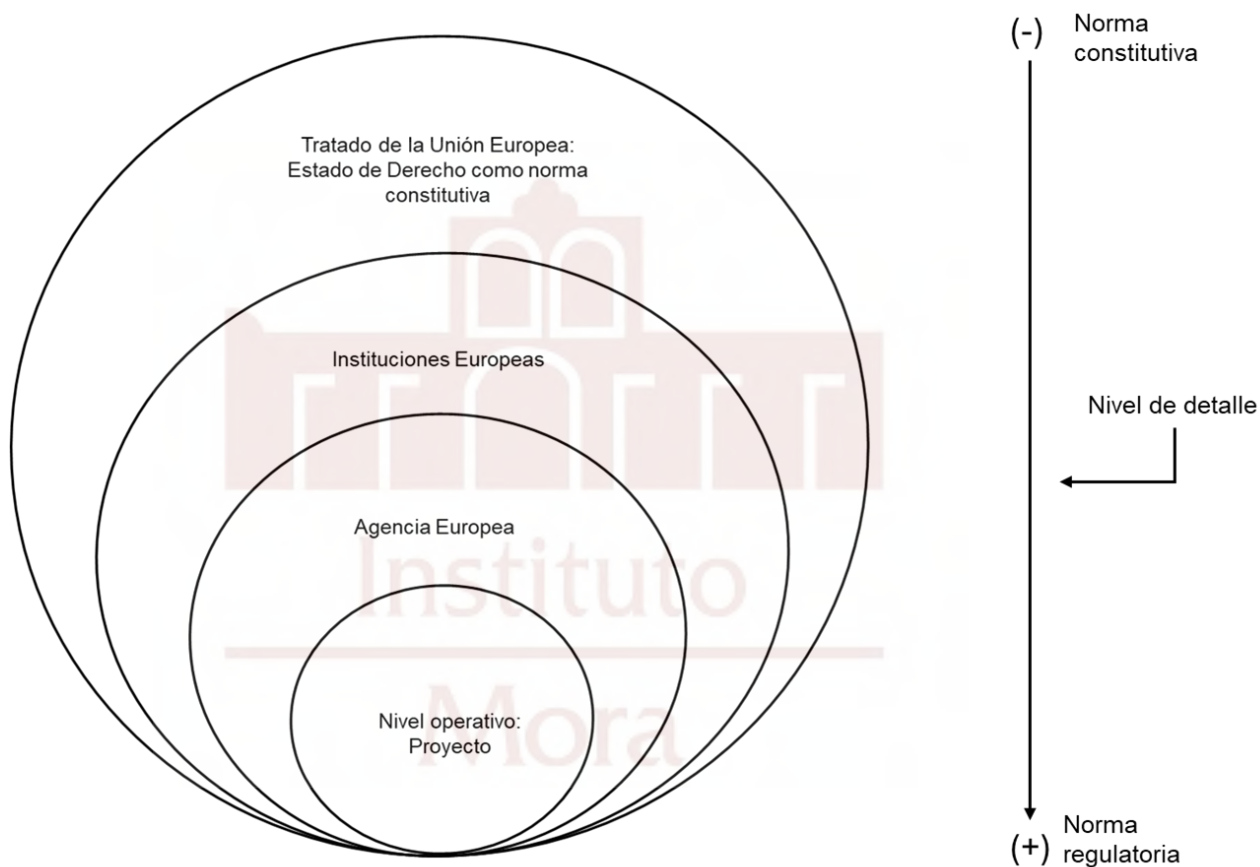 (-)
Norma
constitutiva
Tratado de la Unión Europea:
Estado de Derecho como norma
constitutiva
Instituciones Europeas
Nivel de detalle
Agencia Europea
Instituto
Mora
Nivel operativo:
Proyecto
(+)
Norma
regulatoria